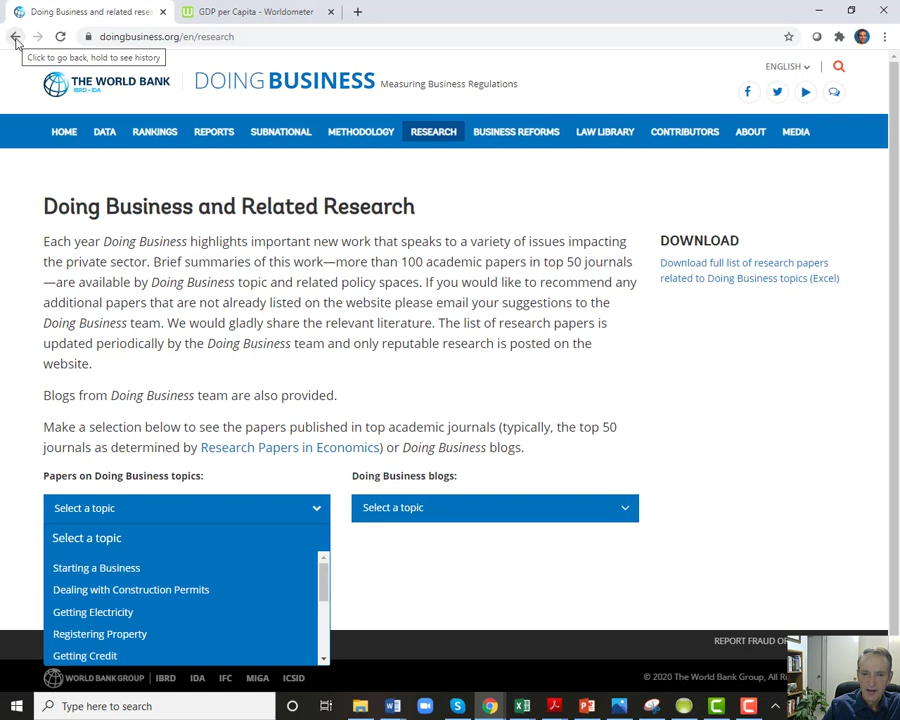 Doing Business and related resea
GDP per Capita - Worldometer
doingbusiness.org/en/research
Click to go back, hold to see history
THE WORLD BANK
IBRD • IDA
DOING BUSINESS Measuring Business Regulations
ENGLISH
HOME DATA RANKINGS REPORTS SUBNATIONAL METHODOLOGY RESEARCH BUSINESS REFORMS LAW LIBRARY CONTRIBUTORS ABOUT MEDIA
Doing Business and Related Research
Each year Doing Business highlights important new work that speaks to a variety of issues impacting
the private sector. Brief summaries of this work—more than 100 academic papers in top 50 journals
—are available by Doing Business topic and related policy spaces. If you would like to recommend any
additional papers that are not already listed on the website please email your suggestions to the
Doing Business team. We would gladly share the relevant literature. The list of research papers is
updated periodically by the Doing Business team and only reputable research is posted on the
website.
Blogs from Doing Business team are also provided.
Make a selection below to see the papers published in top academic journals (typically, the top 50
journals as determined by Research Papers in Economics) or Doing Business blogs.
DOWNLOAD
Download full list of research papers
related to Doing Business topics (Excel)
Papers on Doing Business topics:
Select a topic
Select a topic
Starting a Business
Dealing with Construction Permits
Getting Electricity
Registering Property
Getting Credit
Doing Business blogs:
Select a topic
REPORT FRAUD O
WORLD BANK GROUP IBRD IDA IFC MIGA ICSID
© 2020 The World Bank Group, All Ri
Type here to search